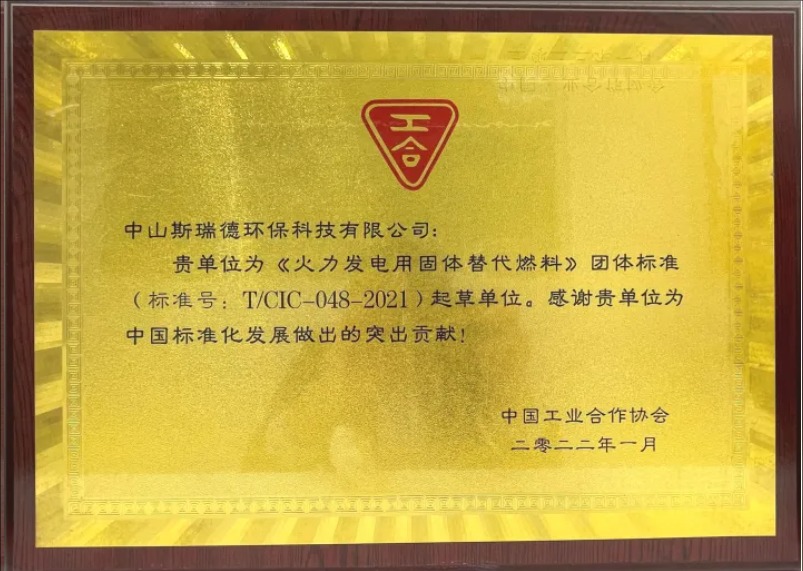 工
合
中山斯瑞德环保科技有限公司:
贵单位为《火力发电用固体替代燃料》团体标准
(标准号: T/CIC-048-2021)起草单位。感谢贵单位为
中国标准化发展做出的突出贡献!
中国工业合作协会
二零二二年一月